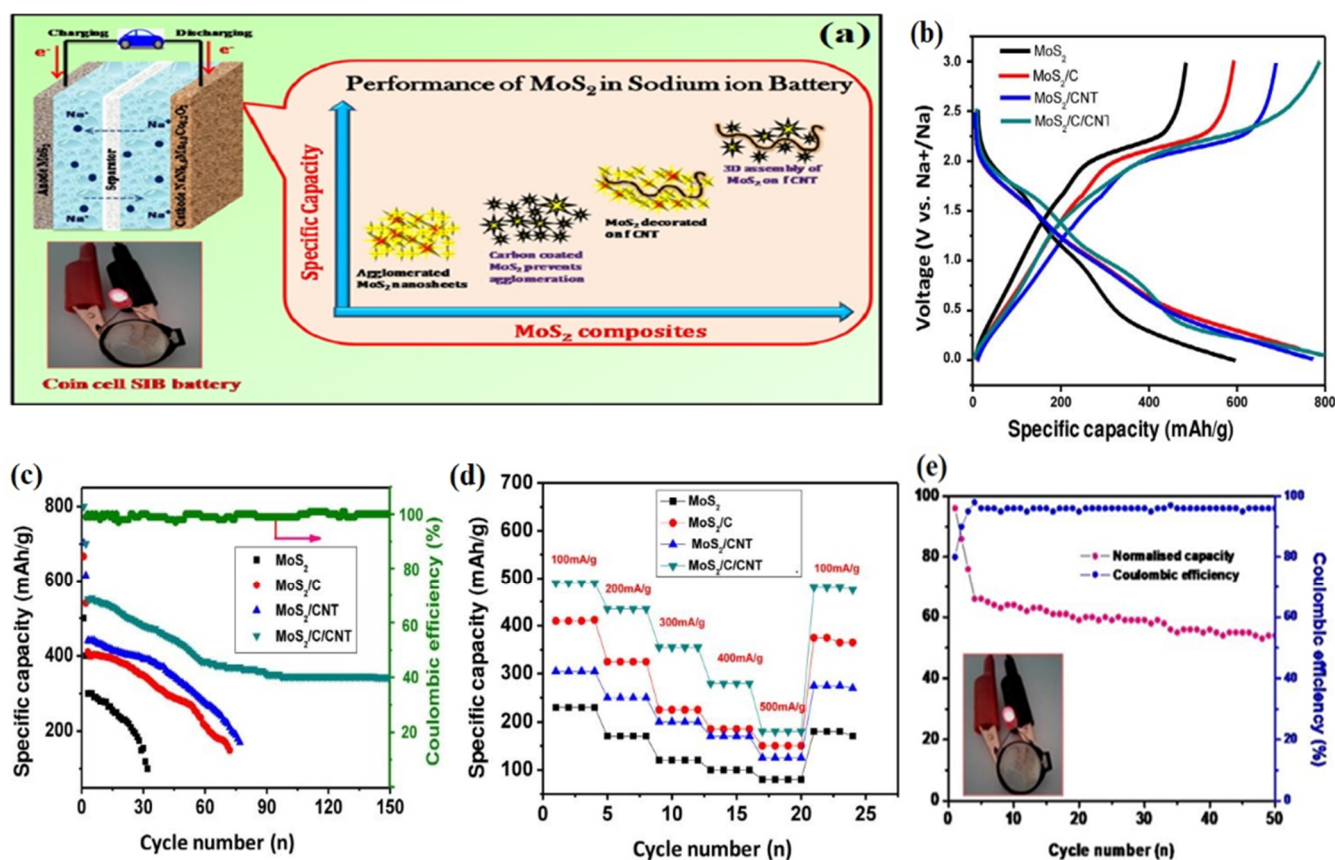 (a)
Charging
Discharging
e-
e-
Performance of MoS₂ in Sodium ion Battery
Na⁺
Na⁺
Na⁺
Na⁺
Anode MoS₂
Separator
Specific Capacity
Agglomerated
MoS₂ nanosheets
Carbon coated
MoS₂ prevents
agglomeration
MoS₂ decorated
on fCNT
3D assembly of
MoS₂ on fCNT
MoS₂ composites
Coin cell SIB battery
(b)
MoS₂
MoS₂/C
MoS₂/CNT
MoS₂/C/CNT
Voltage (V vs. Na+/Na)
3.0
2.5
2.0
1.5
1.0
0.5
0.0
0 200 400 600 800
Specific capacity (mAh/g)
(c)
Specific capacity (mAh/g)
800
600
400
200
MoS₂
MoS₂/C
MoS₂/CNT
MoS₂/C/CNT
100
80
60
40
20
0
Coulombic efficiency (%)
0 30 60 90 120 150
Cycle number (n)
(d)
Specific capacity (mAh/g)
700
600
500
400
300
200
100
MoS₂
MoS₂/C
MoS₂/CNT
MoS₂/C/CNT
100mA/g
200mA/g
300mA/g
400mA/g
500mA/g
100mA/g
0 5 10 15 20 25
Cycle number (n)
(e)
100
80
60
40
20
0
Normalised capacity
Coulombic efficiency
100
80
60
40
20
0
Coulombic efficiency (%)
0 10 20 30 40 50
Cycle number (n)